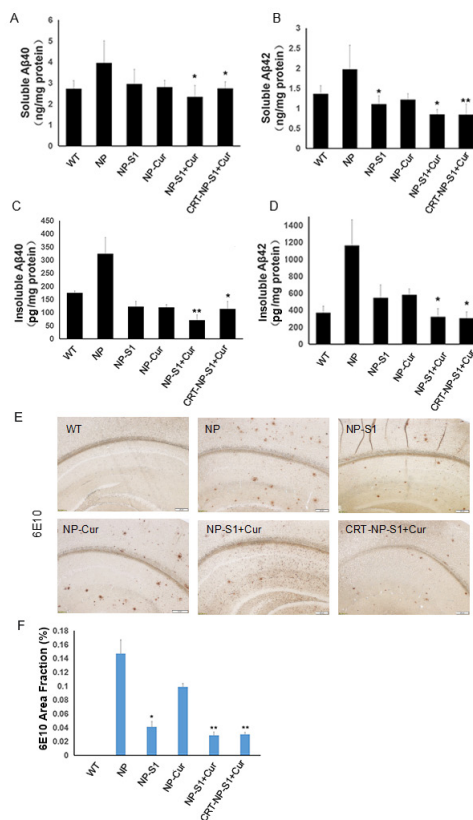 A
Soluble Aβ40
(ng/mg protein)
6
5
4
3
2
1
0
*
*
WT
NP
NP-S1
NP-Cur
NP-S1+Cur
CRT-NP-S1+Cur
B
Soluble Aβ42
(ng/mg protein)
3
2.5
2
1.5
1
0.5
0
*
*
**
WT
NP
NP-S1
NP-Cur
NP-S1+Cur
CRT-NP-S1+Cur
C
Insoluble Aβ40
(pg/mg protein)
450
400
350
300
250
200
150
100
50
0
**
*
WT
NP
NP-S1
NP-Cur
NP-S1+Cur
CRT-NP-S1+Cur
D
Insoluble Aβ42
(pg/mg protein)
1400
1200
1000
800
600
400
200
0
*
*
WT
NP
NP-S1
NP-Cur
NP-S1+Cur
CRT-NP-S1+Cur
E
6E10
WT
NP
NP-S1
NP-Cur
NP-S1+Cur
CRT-NP-S1+Cur
F
6E10 Area Fraction (%)
0.18
0.16
0.14
0.12
0.1
0.08
0.06
0.04
0.02
0
*
**
**
WT
NP
NP-S1
NP-Cur
NP-S1+Cur
CRT-NP-S1+Cur